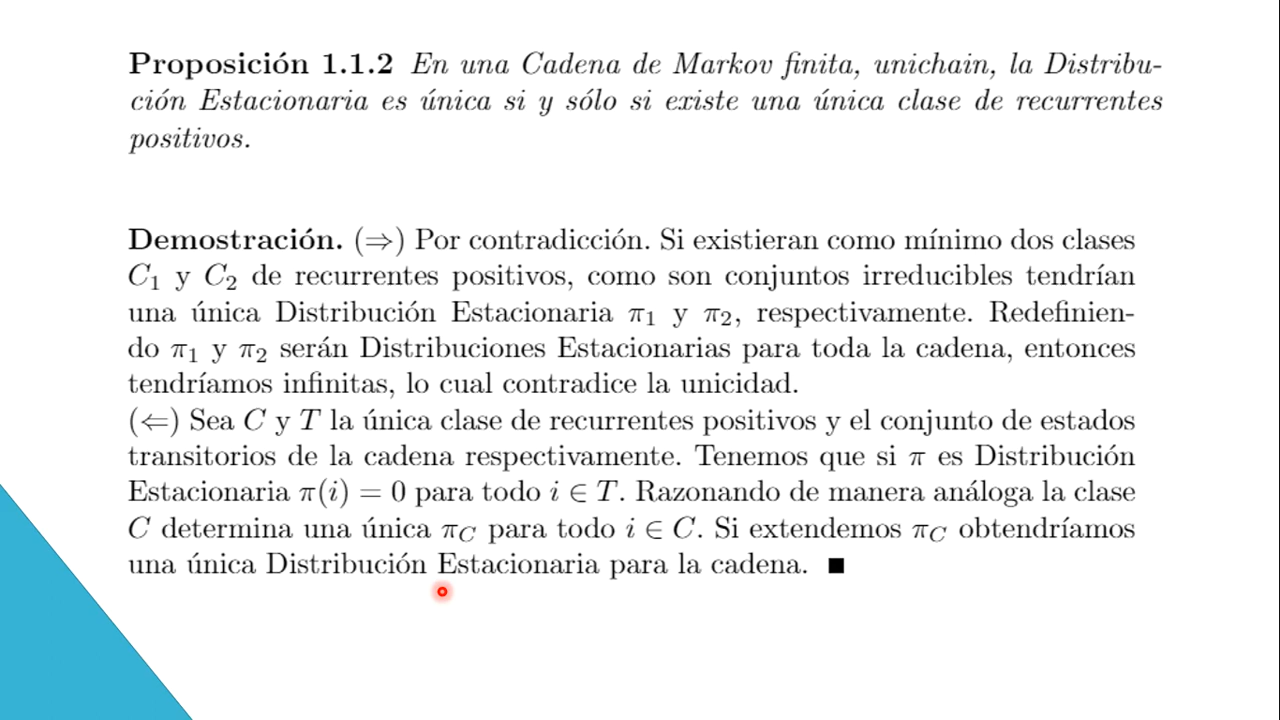 Proposición 1.1.2 En una Cadena de Markov finita, unichain, la Distribu-
ción Estacionaria es única si y sólo si existe una única clase de recurrentes
positivos.
Demostración. (⇒) Por contradicción. Si existieran como mínimo dos clases
C₁ y C₂ de recurrentes positivos, como son conjuntos irreducibles tendrían
una única Distribución Estacionaria π₁ y π₂, respectivamente. Redefinien-
do π₁ y π₂ serán Distribuciones Estacionarias para toda la cadena, entonces
tendríamos infinitas, lo cual contradice la unicidad.
(⇐) Sea C y T la única clase de recurrentes positivos y el conjunto de estados
transitorios de la cadena respectivamente. Tenemos que si π es Distribución
Estacionaria π(i) = 0 para todo i ∈ T. Razonando de manera análoga la clase
C determina una única π_C para todo i ∈ C. Si extendemos π_C obtendríamos
una única Distribución Estacionaria para la cadena. ■